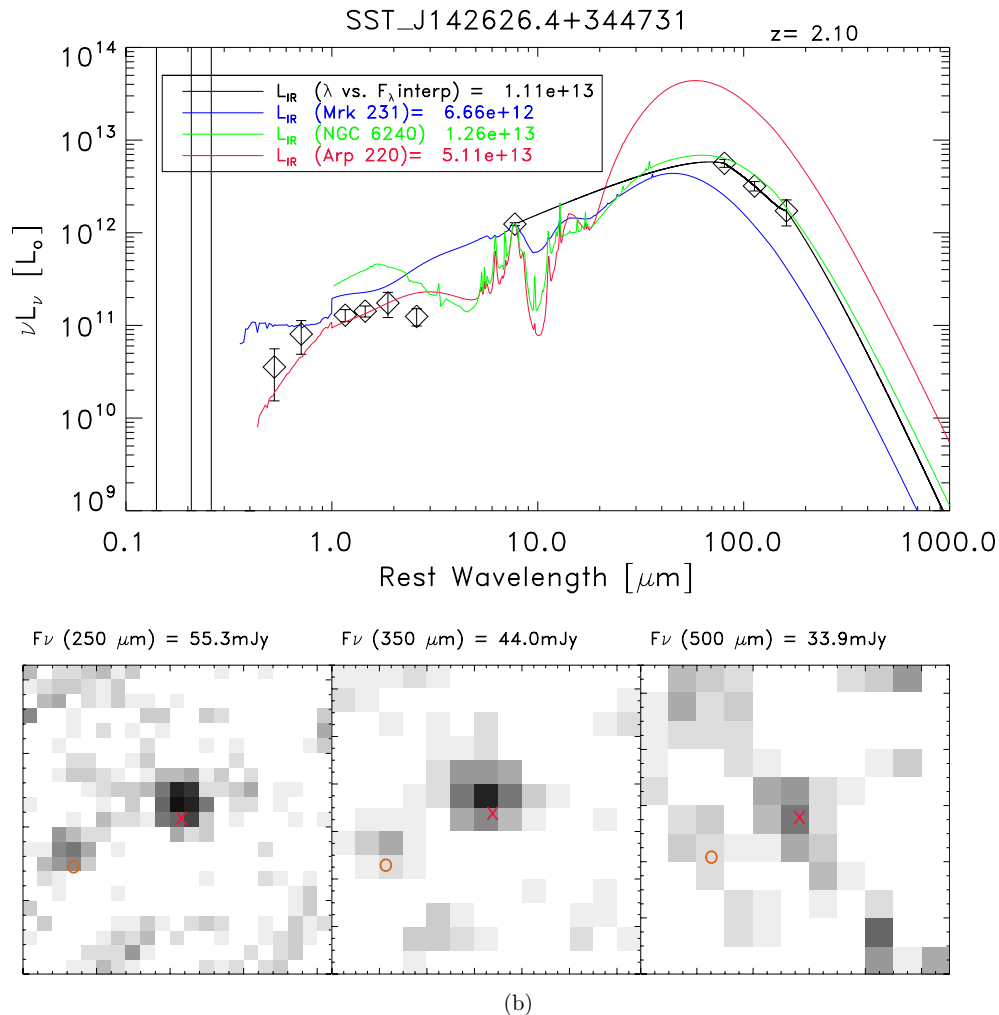 SST_J142626.4+344731
z= 2.10
10^14
10^13
10^12
10^11
10^10
10^9
νL_ν [L_o]
L_IR (λ vs. F_λ interp) = 1.11e+13
L_IR (Mrk 231)= 6.66e+12
L_IR (NGC 6240) 1.26e+13
L_IR (Arp 220)= 5.11e+13
0.1 1.0 10.0 100.0 1000.0
Rest Wavelength [μm]
Fν (250 μm) = 55.3mJy
Fν (350 μm) = 44.0mJy
Fν (500 μm) = 33.9mJy
X
O
X
O
X
O
(b)